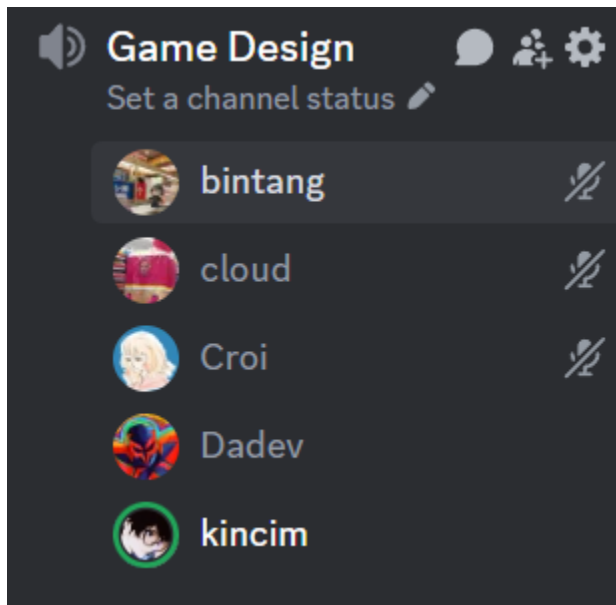 Game Design
Set a channel status
bintang
cloud
Croi
Dadev
kincim